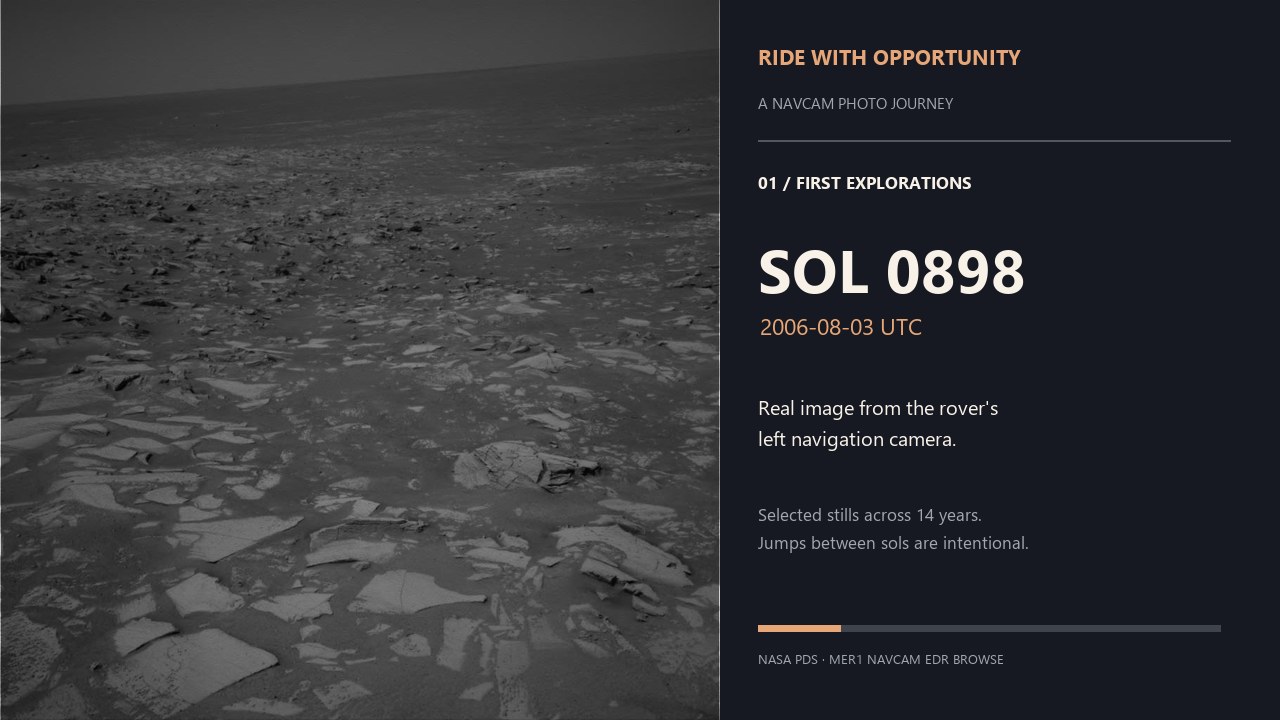 RIDE WITH OPPORTUNITY
A NAVCAM PHOTO JOURNEY
01 / FIRST EXPLORATIONS
SOL 0898
2006-08-03 UTC
Real image from the rover's
left navigation camera.
Selected stills across 14 years.
Jumps between sols are intentional.
NASA PDS · MER1 NAVCAM EDR BROWSE